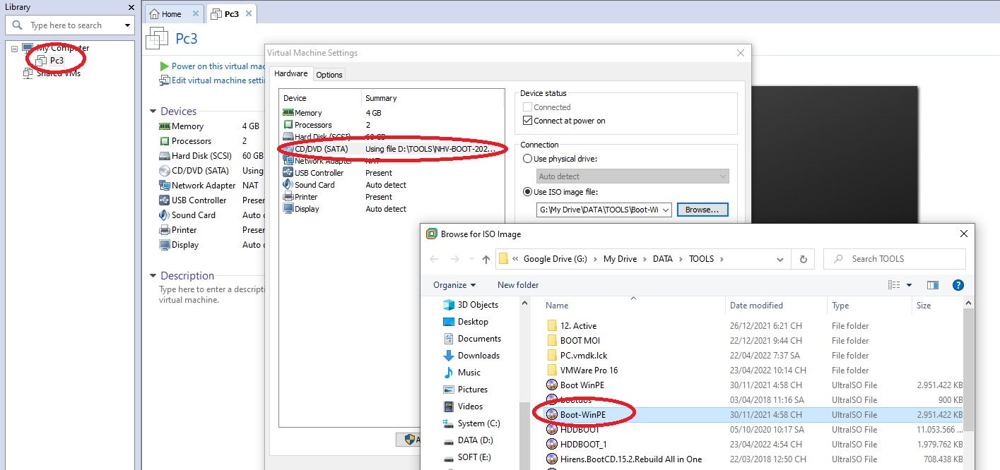 Library
Type here to search
My Computer
Pc3
Shared VMs
Home
Pc3
Pc3
Power on this virtual mac
Edit virtual machine setti
Devices
Memory 4 GB
Processors 2
Hard Disk (SCSI) 60 GB
CD/DVD (SATA) Using
Network Adapter NAT
USB Controller Preser
Sound Card Auto c
Printer Preser
Display Auto c
Description
Type here to enter a descripti
virtual machine.
Virtual Machine Settings
Hardware Options
Device Summary
Memory 4 GB
Processors 2
Hard Disk (SCSI) 60 GB
CD/DVD (SATA) Using file D:\TOOLS\NHV-BOOT-202...
Network Adapter NAT
USB Controller Present
Sound Card Auto detect
Printer Present
Display Auto detect
A
Device status
Connected
Connect at power on
Connection
Use physical drive:
Auto detect
Use ISO image file:
G:\My Drive\DATA\TOOLS\Boot-Wi Browse...
Browse for ISO Image
« Google Drive (G:) › My Drive › DATA › TOOLS ›
Search TOOLS
Organize New folder
3D Objects
Desktop
Documents
Downloads
Music
Pictures
Videos
System (C:)
DATA (D:)
SOFT (E:)
Name Date modified Type Size
12. Active 26/12/2021 6:21 CH File folder
BOOT MOI 22/12/2021 9:44 CH File folder
PC.vmdk.lck 22/04/2022 7:37 SA File folder
VMWare Pro 16 23/04/2022 10:14 CH File folder
Boot WinPE 30/11/2021 4:58 CH UltraISO File 2.951.422 KB
bootdos 03/04/2018 11:16 SA UltraISO File 900 KB
Boot-WinPE 30/11/2021 4:58 CH UltraISO File 2.951.422 KB
HDDBOOT 05/10/2020 10:17 SA UltraISO File 11.053.566 ...
HDDBOOT_1 23/04/2022 4:54 CH UltraISO File 1.979.762 KB
Hirens.BootCD.15.2.Rebuild All in One 22/03/2018 12:50 CH UltraISO File 708.438 KB